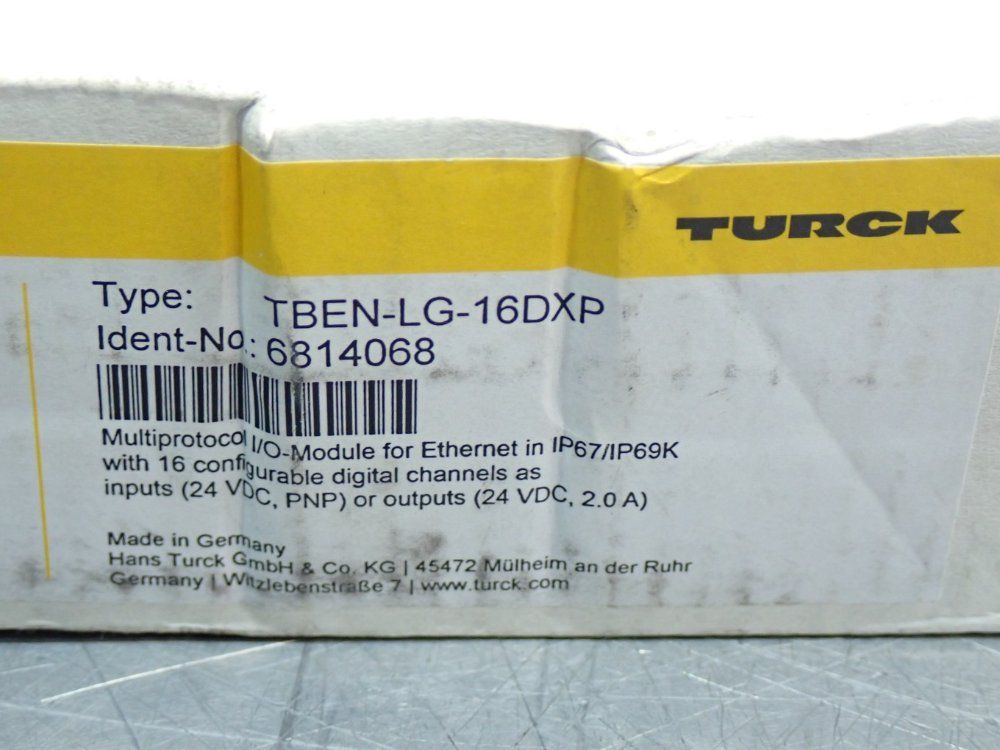 TURCK
Type: TBEN-LG-16DXP
Ident-No.: 6814068
Multiprotocol I/O-Module for Ethernet in IP67/IP69K
with 16 configurable digital channels as
inputs (24 VDC, PNP) or outputs (24 VDC, 2.0 A)
Made in Germany
Hans Turck GmbH & Co. KG | 45472 Mülheim an der Ruhr
Germany | Witzlebenstraße 7 | www.turck.com